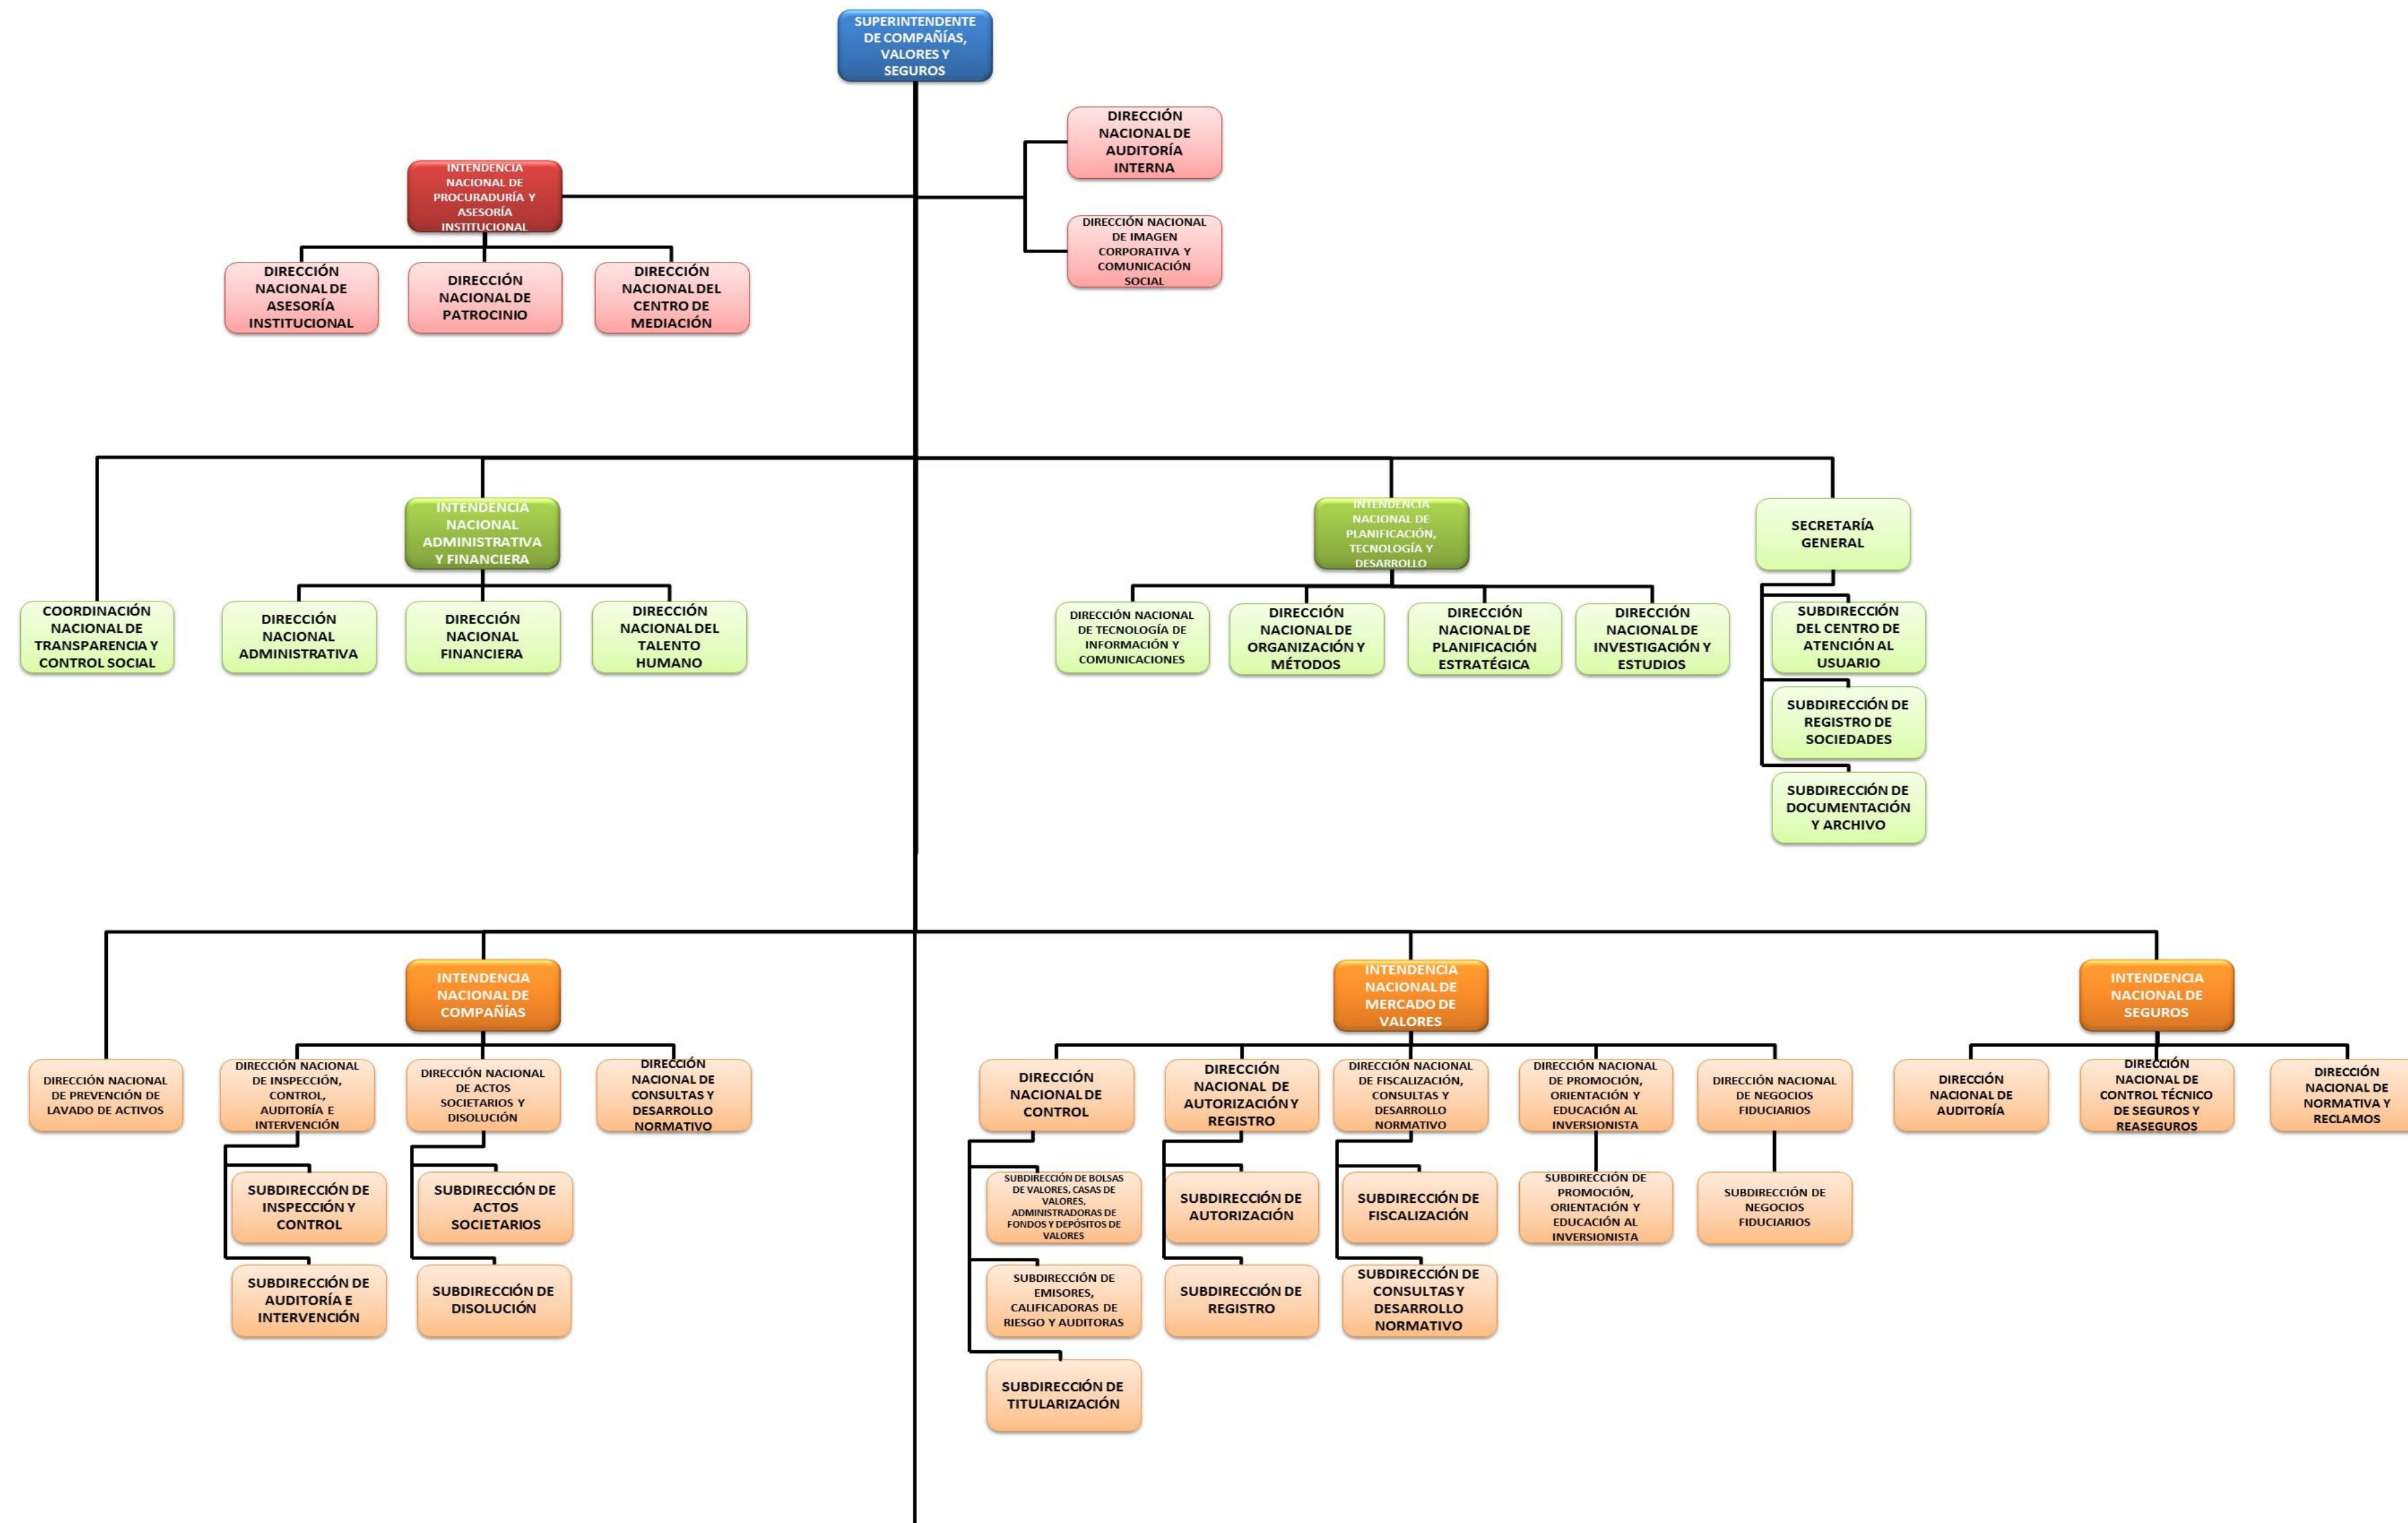 SUPERINTENDENTE
DE COMPAÑÍAS,
VALORES Y
SEGUROS
DIRECCIÓN
NACIONAL DE
AUDITORÍA
INTERNA
INTENDENCIA
NACIONAL DE
PROCURADURÍA Y
ASESORÍA
INSTITUCIONAL
DIRECCIÓN NACIONAL
DE IMAGEN
CORPORATIVA Y
COMUNICACIÓN
SOCIAL
DIRECCIÓN
NACIONAL DE
ASESORÍA
INSTITUCIONAL
DIRECCIÓN
NACIONAL DE
PATROCINIO
DIRECCIÓN
NACIONAL DEL
CENTRO DE
MEDIACIÓN
INTENDENCIA
NACIONAL
ADMINISTRATIVA
Y FINANCIERA
INTENDENCIA
NACIONAL DE
PLANIFICACIÓN,
TECNOLOGÍA Y
DESARROLLO
SECRETARÍA
GENERAL
COORDINACIÓN
NACIONAL DE
TRANSPARENCIA Y
CONTROL SOCIAL
DIRECCIÓN
NACIONAL
ADMINISTRATIVA
DIRECCIÓN
NACIONAL
FINANCIERA
DIRECCIÓN
NACIONAL DEL
TALENTO
HUMANO
DIRECCIÓN NACIONAL
DE TECNOLOGÍA DE
INFORMACIÓN Y
COMUNICACIONES
DIRECCIÓN
NACIONAL DE
ORGANIZACIÓN Y
MÉTODOS
DIRECCIÓN
NACIONAL DE
PLANIFICACIÓN
ESTRATÉGICA
DIRECCIÓN
NACIONAL DE
INVESTIGACIÓN Y
ESTUDIOS
SUBDIRECCIÓN
DEL CENTRO DE
ATENCIÓN AL
USUARIO
SUBDIRECCIÓN DE
REGISTRO DE
SOCIEDADES
SUBDIRECCIÓN DE
DOCUMENTACIÓN
Y ARCHIVO
INTENDENCIA
NACIONAL DE
COMPAÑÍAS
INTENDENCIA
NACIONAL DE
MERCADO DE
VALORES
INTENDENCIA
NACIONAL DE
SEGUROS
DIRECCIÓN NACIONAL
DE PREVENCIÓN DE
LAVADO DE ACTIVOS
DIRECCIÓN NACIONAL
DE INSPECCIÓN,
CONTROL,
AUDITORÍA E
INTERVENCIÓN
DIRECCIÓN NACIONAL
DE ACTOS
SOCIETARIOS Y
DISOLUCIÓN
DIRECCIÓN
NACIONAL DE
CONSULTAS Y
DESARROLLO
NORMATIVO
DIRECCIÓN
NACIONAL DE
CONTROL
DIRECCIÓN
NACIONAL DE
AUTORIZACIÓN Y
REGISTRO
DIRECCIÓN NACIONAL
DE FISCALIZACIÓN,
CONSULTAS Y
DESARROLLO
NORMATIVO
DIRECCIÓN NACIONAL
DE PROMOCIÓN,
ORIENTACIÓN Y
EDUCACIÓN AL
INVERSIONISTA
DIRECCIÓN NACIONAL
DE NEGOCIOS
FIDUCIARIOS
DIRECCIÓN
NACIONAL DE
AUDITORÍA
DIRECCIÓN
NACIONAL DE
CONTROL TÉCNICO
DE SEGUROS Y
REASEGUROS
DIRECCIÓN
NACIONAL DE
NORMATIVA Y
RECLAMOS
SUBDIRECCIÓN DE
INSPECCIÓN Y
CONTROL
SUBDIRECCIÓN DE
ACTOS
SOCIETARIOS
SUBDIRECCIÓN DE BOLSAS
DE VALORES, CASAS DE
VALORES,
ADMINISTRADORAS DE
FONDOS Y DEPÓSITOS DE
VALORES
SUBDIRECCIÓN DE
AUTORIZACIÓN
SUBDIRECCIÓN DE
FISCALIZACIÓN
SUBDIRECCIÓN DE
PROMOCIÓN,
ORIENTACIÓN Y
EDUCACIÓN AL
INVERSIONISTA
SUBDIRECCIÓN DE
NEGOCIOS
FIDUCIARIOS
SUBDIRECCIÓN DE
AUDITORÍA E
INTERVENCIÓN
SUBDIRECCIÓN DE
DISOLUCIÓN
SUBDIRECCIÓN DE
EMISORES,
CALIFICADORAS DE
RIESGO Y AUDITORAS
SUBDIRECCIÓN DE
REGISTRO
SUBDIRECCIÓN DE
CONSULTAS Y
DESARROLLO
NORMATIVO
SUBDIRECCIÓN DE
TITULARIZACIÓN